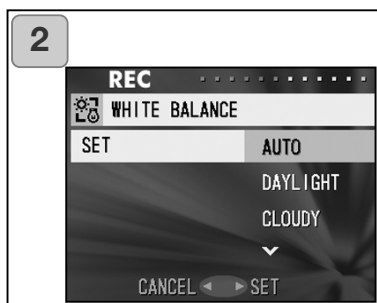 2
REC
WHITE BALANCE
SET AUTO
DAYLIGHT
CLOUDY
CANCEL SET